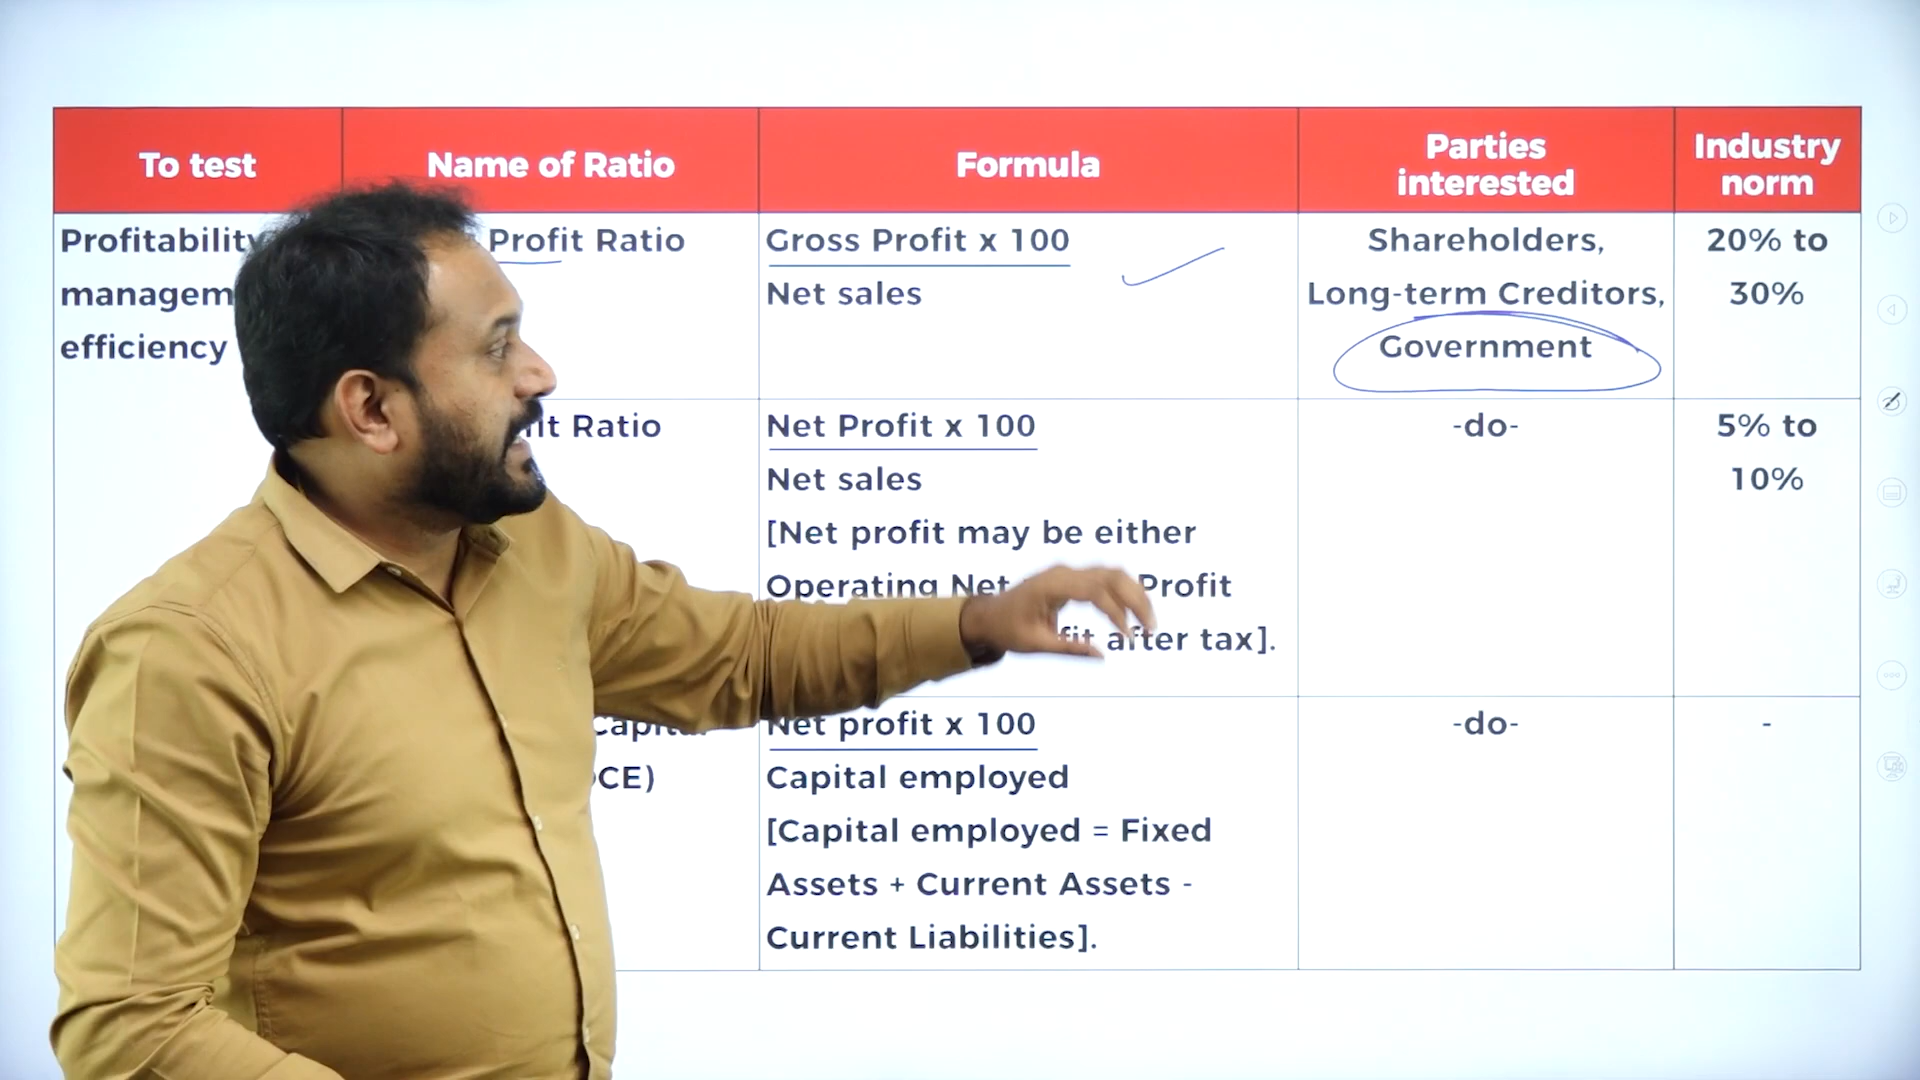 To test
Name of Ratio
Formula
Parties
interested
Industry
norm
Profitability
efficiency
Profit Ratio
Gross Profit x 100
Net sales
Shareholders,
Long-term Creditors,
Government
20% to
30%
Ratio
Net Profit x 100
Net sales
[Net profit may be either
Operating Net Profit
after tax].
-do-
5% to
10%
Net profit x 100
Capital employed
[Capital employed = Fixed
Assets + Current Assets -
Current Liabilities].
-do-
-